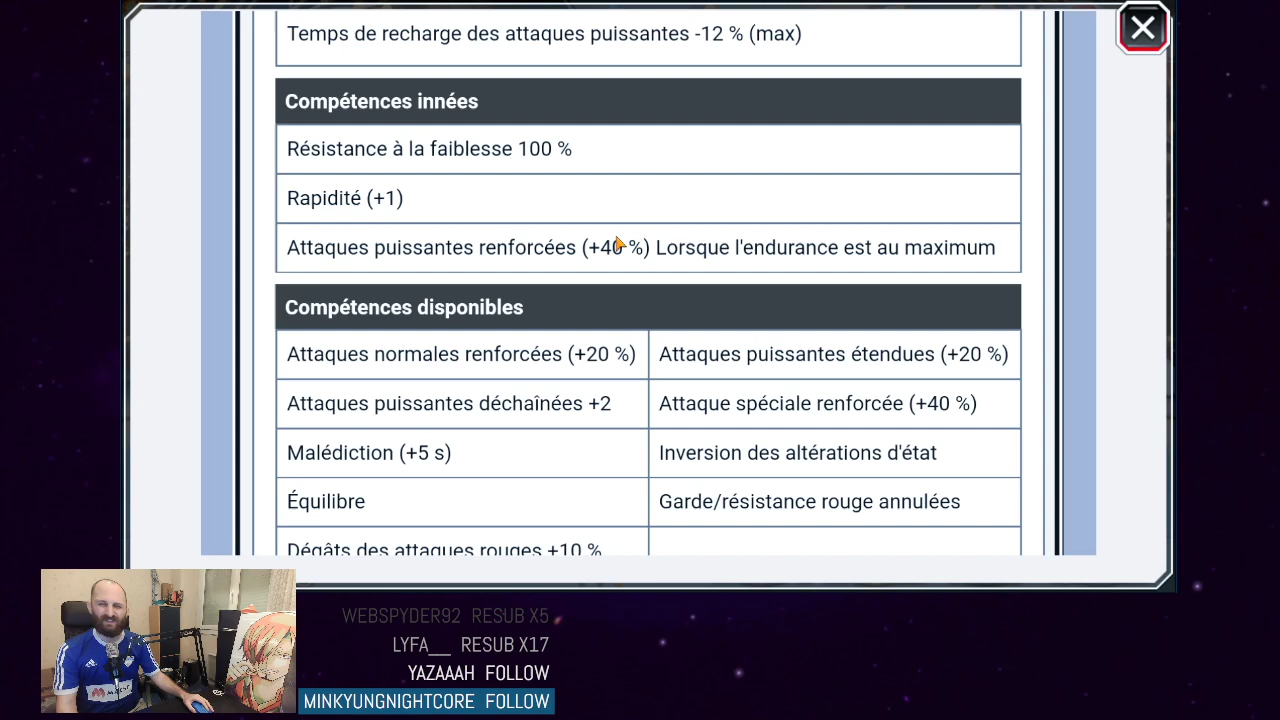 Temps de recharge des attaques puissantes -12 % (max)
Compétences innées
Résistance à la faiblesse 100 %
Rapidité (+1)
Attaques puissantes renforcées (+40 %) Lorsque l'endurance est au maximum
Compétences disponibles
Attaques normales renforcées (+20 %)
Attaques puissantes étendues (+20 %)
Attaques puissantes déchaînées +2
Attaque spéciale renforcée (+40 %)
Malédiction (+5 s)
Inversion des altérations d'état
Équilibre
Garde/résistance rouge annulées
Dégâts des attaques rouges +10 %
WEBSPYDER92 RESUB X5
LYFA__ RESUB X17
YAZAAAH FOLLOW
MINKYUNGNIGHTCORE FOLLOW